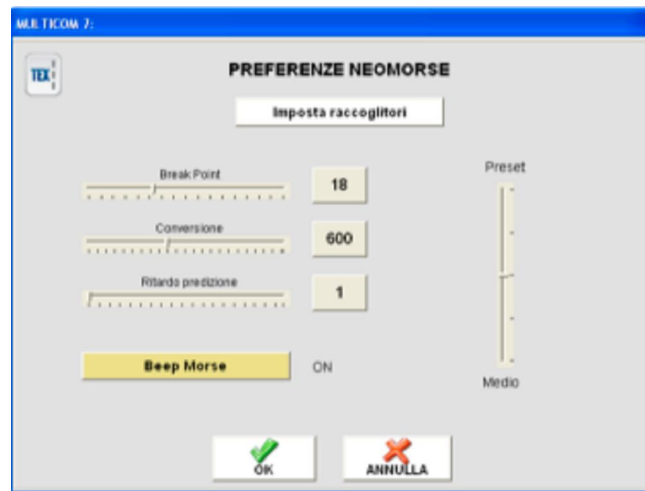 MULTICOM 7:
TEX
PREFERENZE NEOMORSE
Imposta raccoglitori
Break Point
18
Preset
Conversione
600
Ritardo predizione
1
Beep Morse
ON
Medio
OK
ANNULLA